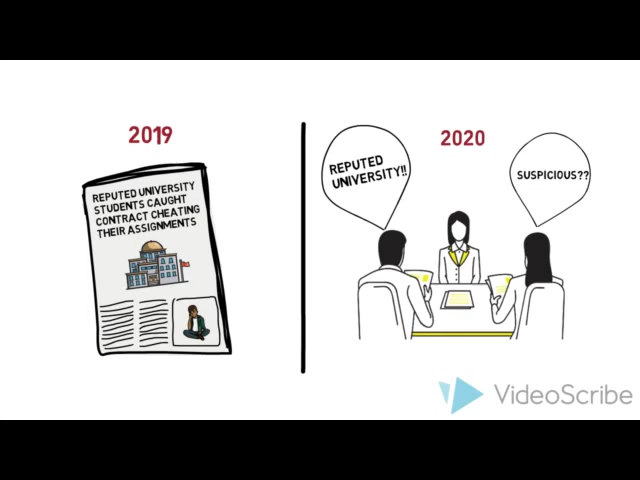 2019
REPUTED UNIVERSITY
STUDENTS CAUGHT
CONTRACT CHEATING
THEIR ASSIGNMENTS
2020
REPUTED
UNIVERSITY!!
SUSPICIOUS??
VideoScribe